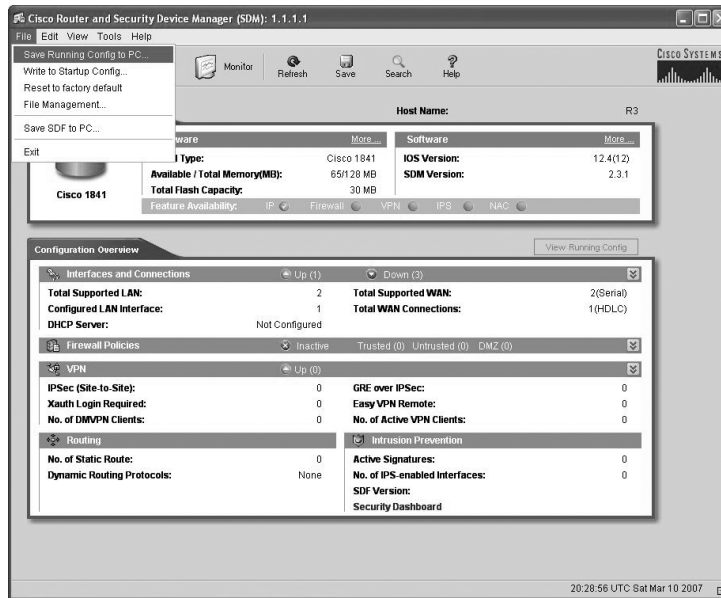 Cisco Router and Security Device Manager (SDM): 1.1.1.1
File Edit View Tools Help
Save Running Config to PC...
Write to Startup Config...
Reset to factory default
File Management...
Save SDF to PC...
Exit
Monitor Refresh Save Search Help
CISCO SYSTEMS
Host Name: R3
ware More ...
Software More ...
Type: Cisco 1841
IOS Version: 12.4(12)
Available / Total Memory(MB): 65/128 MB
SDM Version: 2.3.1
Total Flash Capacity: 30 MB
Cisco 1841
Feature Availability: IP Firewall VPN IPS NAC
Configuration Overview View Running Config
Interfaces and Connections Up (1) Down (3)
Total Supported LAN: 2 Total Supported WAN: 2(Serial)
Configured LAN Interface: 1 Total WAN Connections: 1(HDLC)
DHCP Server: Not Configured
Firewall Policies Inactive Trusted (0) Untrusted (0) DMZ (0)
VPN Up (0)
IPSec (Site-to-Site): 0 GRE over IPSec: 0
Xauth Login Required: 0 Easy VPN Remote: 0
No. of DMVPN Clients: 0 No. of Active VPN Clients: 0
Routing Intrusion Prevention
No. of Static Route: 0 Active Signatures: 0
Dynamic Routing Protocols: None No. of IPS-enabled Interfaces: 0
SDF Version:
Security Dashboard
20:28:56 UTC Sat Mar 10 2007